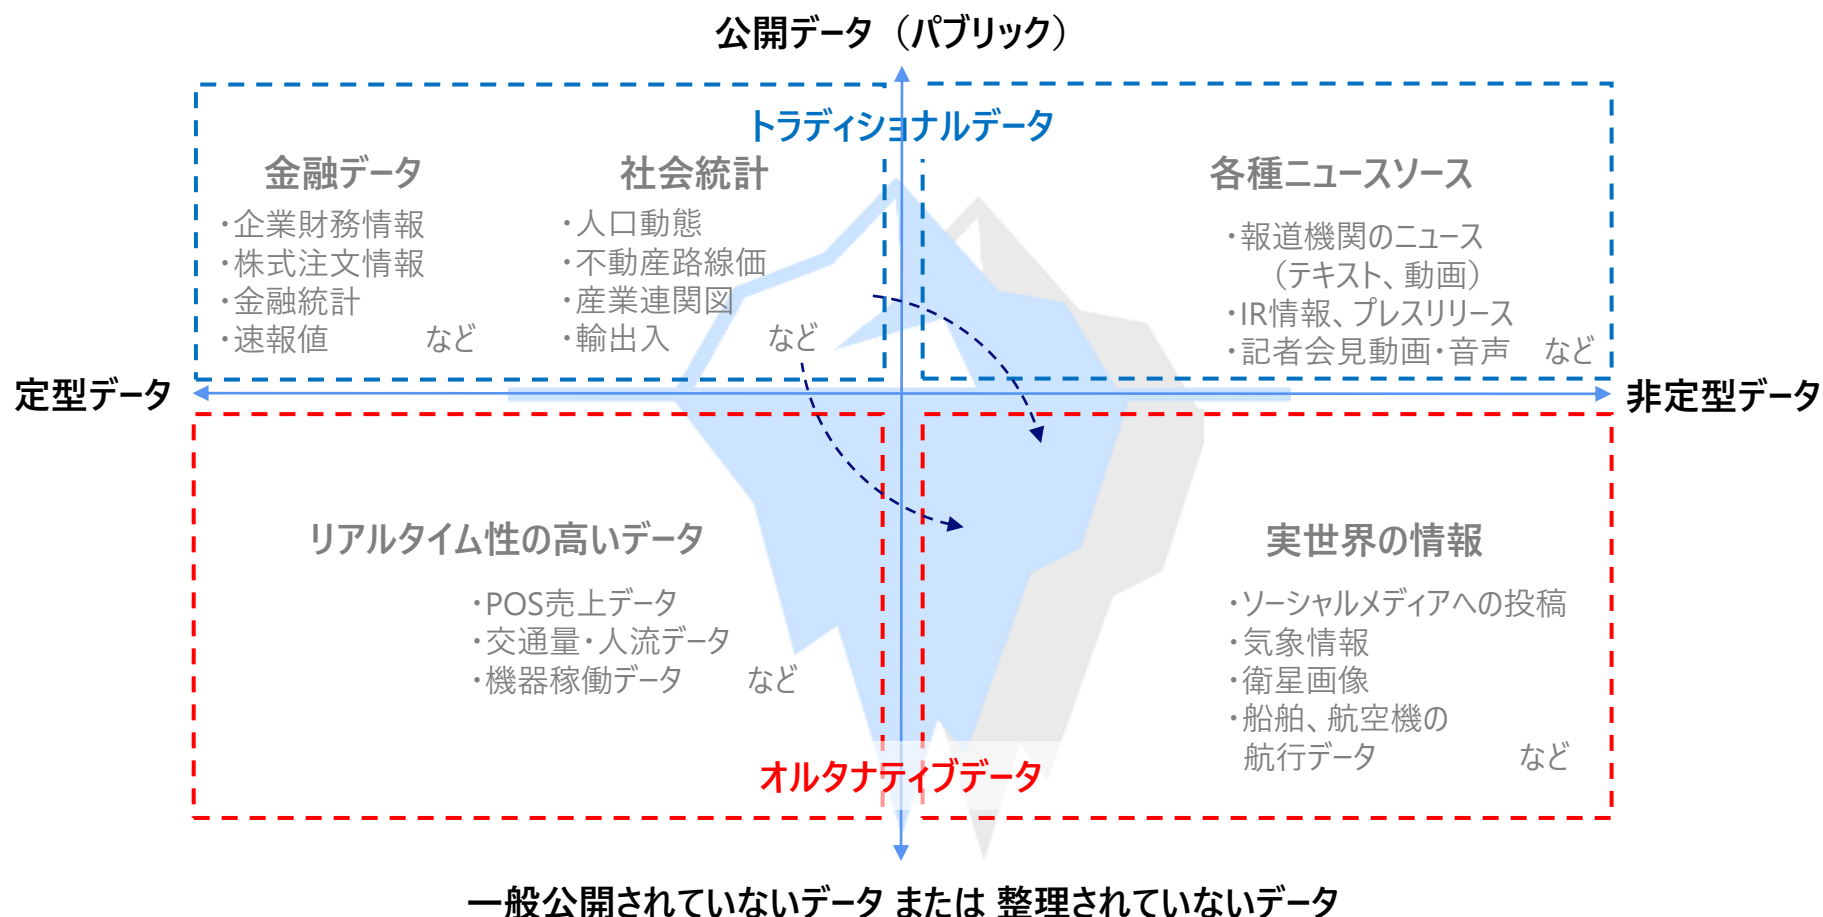 公開データ（パブリック）
トラディショナルデータ
金融データ
・企業財務情報
・株式注文情報
・金融統計
・速報値　　　など
社会統計
・人口動態
・不動産路線価
・産業連関図
・輸出入　　　など
各種ニュースソース
・報道機関のニュース
（テキスト、動画）
・IR情報、プレスリリース
・記者会見動画・音声　など
定型データ
非定型データ
リアルタイム性の高いデータ
・POS売上データ
・交通量・人流データ
・機器稼働データ　　など
実世界の情報
・ソーシャルメディアへの投稿
・気象情報
・衛星画像
・船舶、航空機の
航行データ　　　　など
オルタナティブデータ
一般公開されていないデータ または 整理されていないデータ